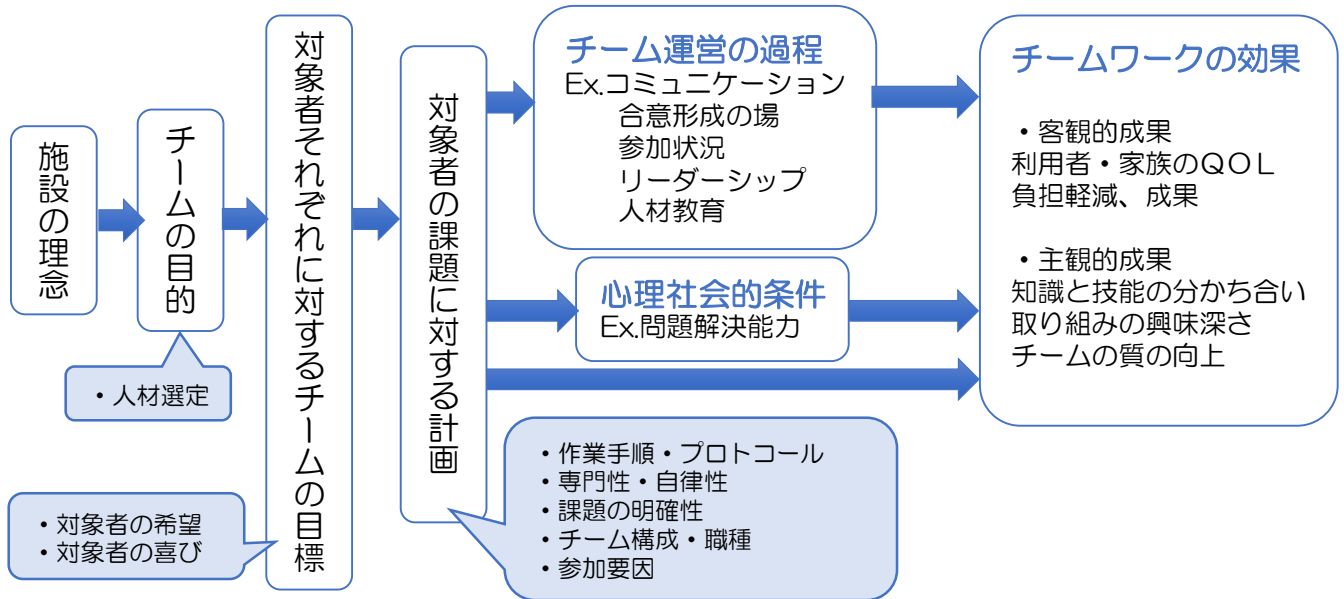 施設の理念
チームの目的
・人材選定
対象者それぞれに対するチームの目標
・対象者の希望
・対象者の喜び
対象者の課題に対する計画
・作業手順・プロトコール
・専門性・自律性
・課題の明確性
・チーム構成・職種
・参加要因
チーム運営の過程
Ex.コミュニケーション
合意形成の場
参加状況
リーダーシップ
人材教育
心理社会的条件
Ex.問題解決能力
チームワークの効果
・客観的成果
利用者・家族のＱＯＬ
負担軽減、成果
・主観的成果
知識と技能の分かち合い
取り組みの興味深さ
チームの質の向上